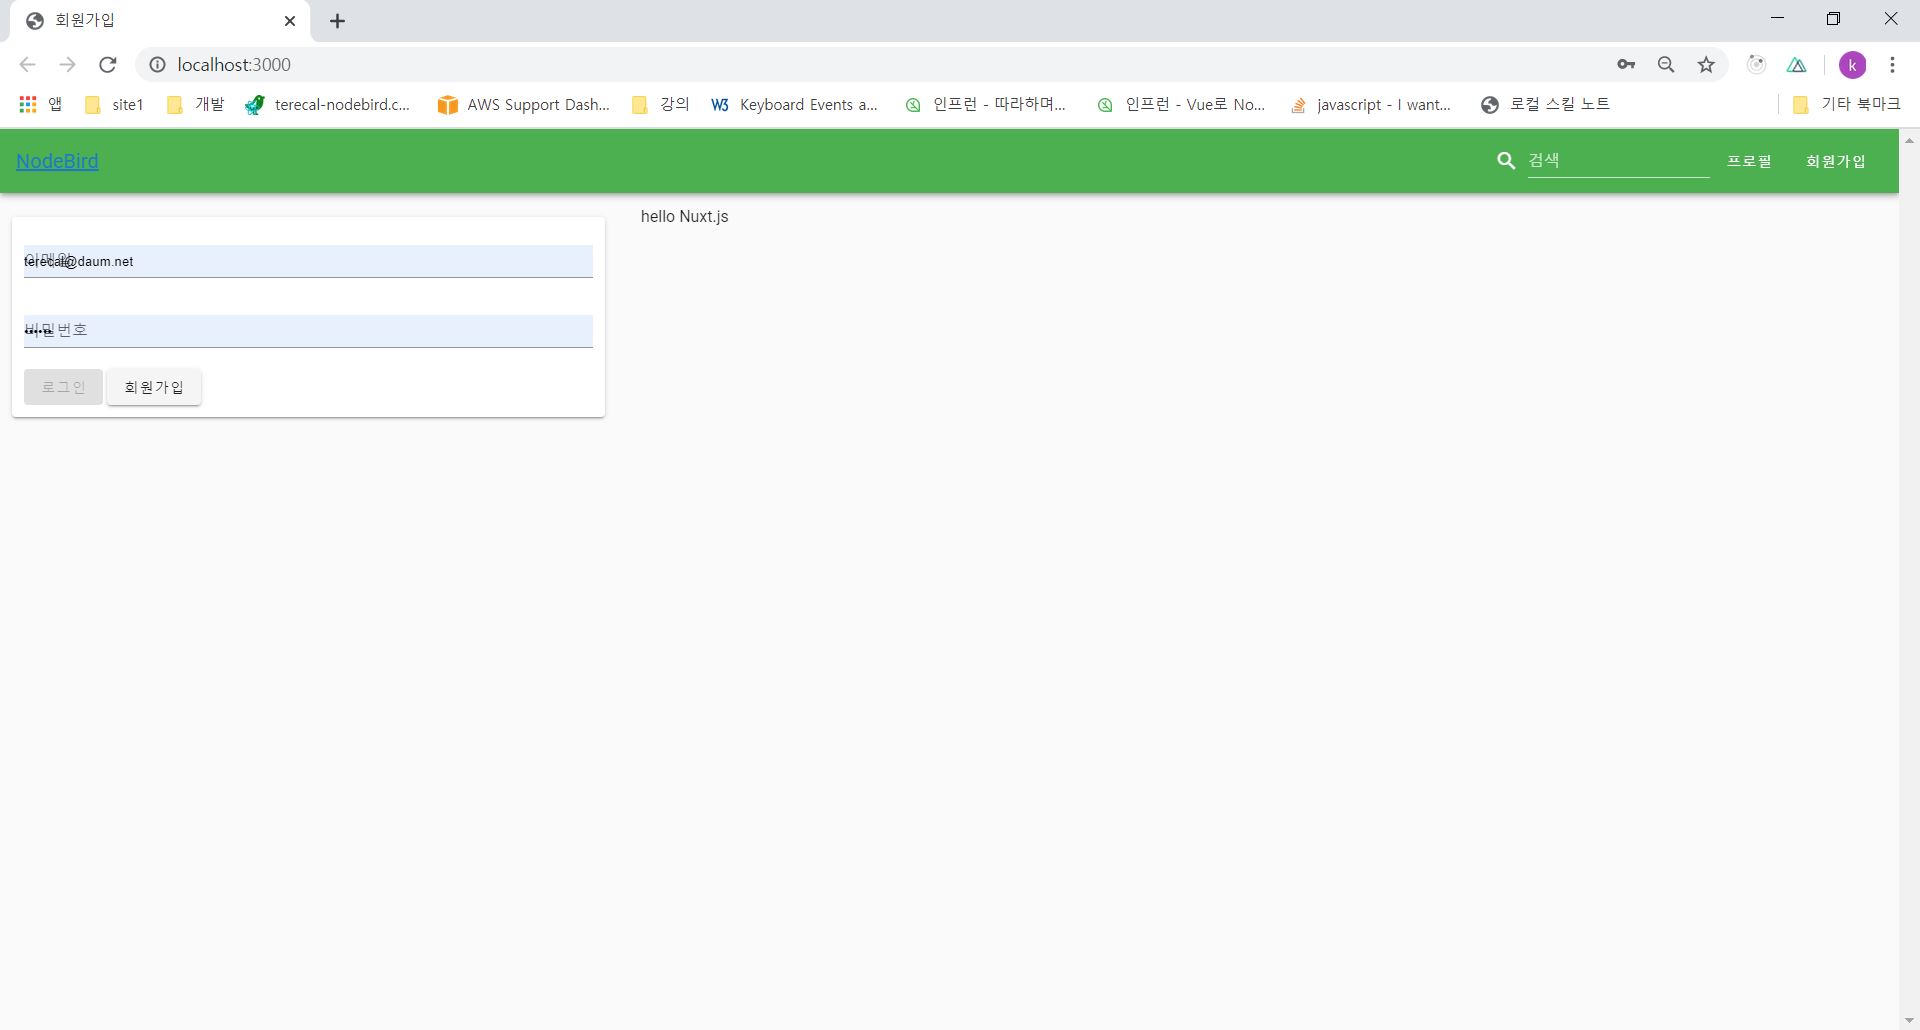 회원가입
localhost:3000
k
앱
site1
개발
terecal-nodebird.c...
AWS Support Dash...
강의
W3 Keyboard Events a...
인프런 - 따라하며...
인프런 - Vue로 No...
javascript - I want...
로컬 스킬 노트
기타 북마크
NodeBird
검색
프로필
회원가입
hello Nuxt.js
이메일
terecal@daum.net
비밀번호
로그인
회원가입